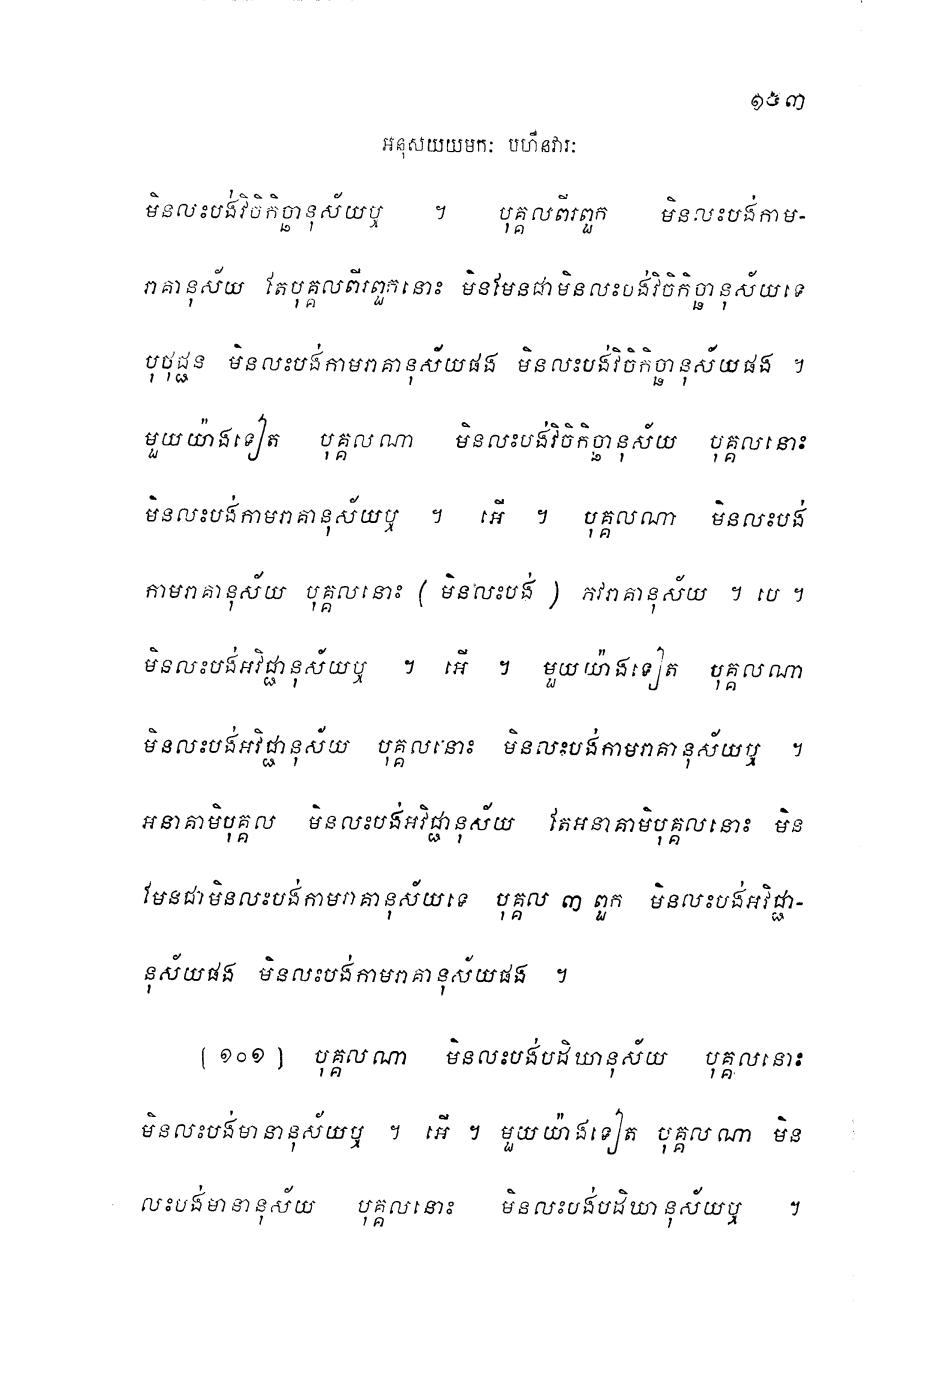 ១៥៣
អនុសយយមកៈ បហីនវារៈ
មិនលះបង់វិចិកិច្ឆានុស័យឬ ។ បុគ្គលពីរពួក មិនលះបង់កាម-
រាគានុស័យ តែបុគ្គលពីរពួកនោះ មិនមែនជាមិនលះបង់វិចិកិច្ឆានុស័យទេ
បុថុជ្ជន មិនលះបង់កាមរាគានុស័យផង មិនលះបង់វិចិកិច្ឆានុស័យផង ។
មួយយ៉ាងទៀត បុគ្គលណា មិនលះបង់វិចិកិច្ឆានុស័យ បុគ្គលនោះ
មិនលះបង់កាមរាគានុស័យឬ ។ អើ ។ បុគ្គលណា មិនលះបង់
កាមរាគានុស័យ បុគ្គលនោះ ( មិនលះបង់ ) ភវរាគានុស័យ ។ បេ ។
មិនលះបង់អវិជ្ជានុស័យឬ ។ អើ ។ មួយយ៉ាងទៀត បុគ្គលណា
មិនលះបង់អវិជ្ជានុស័យ បុគ្គលនោះ មិនលះបង់កាមរាគានុស័យឬ ។
អនាគាមិបុគ្គល មិនលះបង់អវិជ្ជានុស័យ តែអនាគាមិបុគ្គលនោះ មិន
មែនជាមិនលះបង់កាមរាគានុស័យទេ បុគ្គល ៣ ពួក មិនលះបង់អវិជ្ជា-
នុស័យផង មិនលះបង់កាមរាគានុស័យផង ។
( ១០១ ) បុគ្គលណា មិនលះបង់បដិឃានុស័យ បុគ្គលនោះ
មិនលះបង់មានានុស័យឬ ។ អើ ។ មួយយ៉ាងទៀត បុគ្គលណា មិន
លះបង់មានានុស័យ បុគ្គលនោះ មិនលះបង់បដិឃានុស័យឬ ។